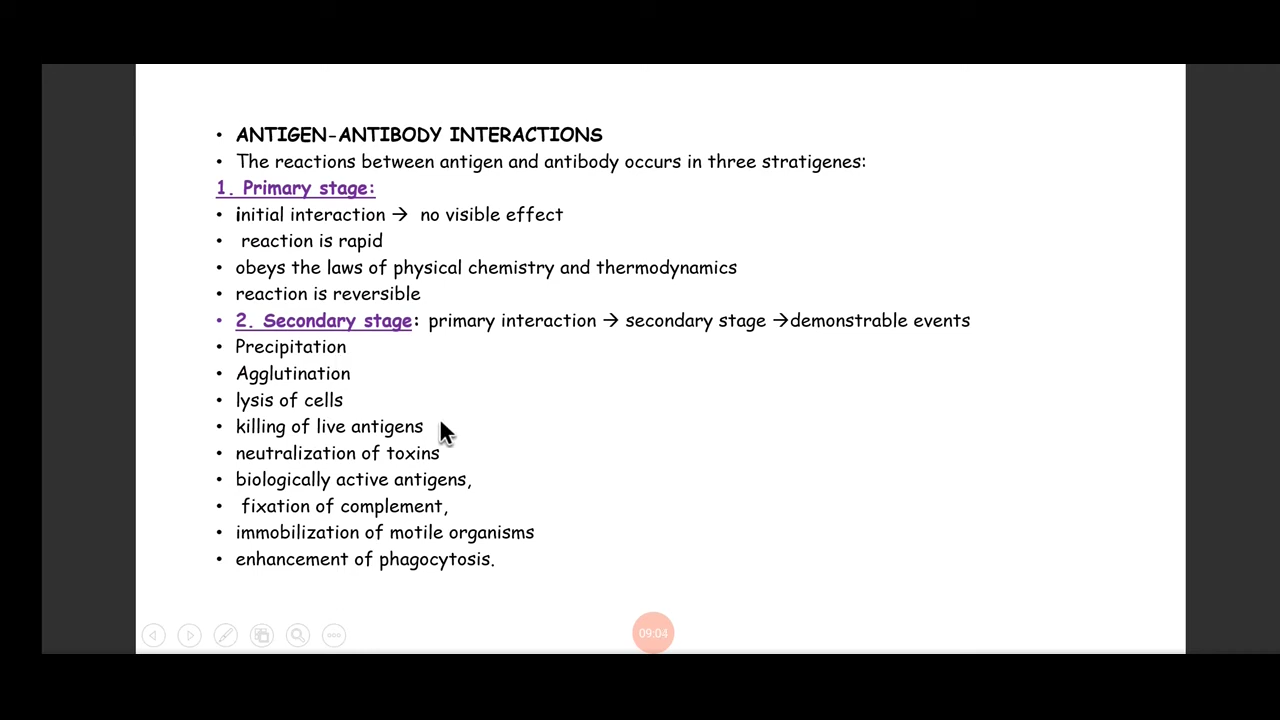 • ANTIGEN-ANTIBODY INTERACTIONS
• The reactions between antigen and antibody occurs in three stratigenes:
1. Primary stage:
• initial interaction → no visible effect
• reaction is rapid
• obeys the laws of physical chemistry and thermodynamics
• reaction is reversible
• 2. Secondary stage: primary interaction → secondary stage →demonstrable events
• Precipitation
• Agglutination
• lysis of cells
• killing of live antigens
• neutralization of toxins
• biologically active antigens,
• fixation of complement,
• immobilization of motile organisms
• enhancement of phagocytosis.
09:04